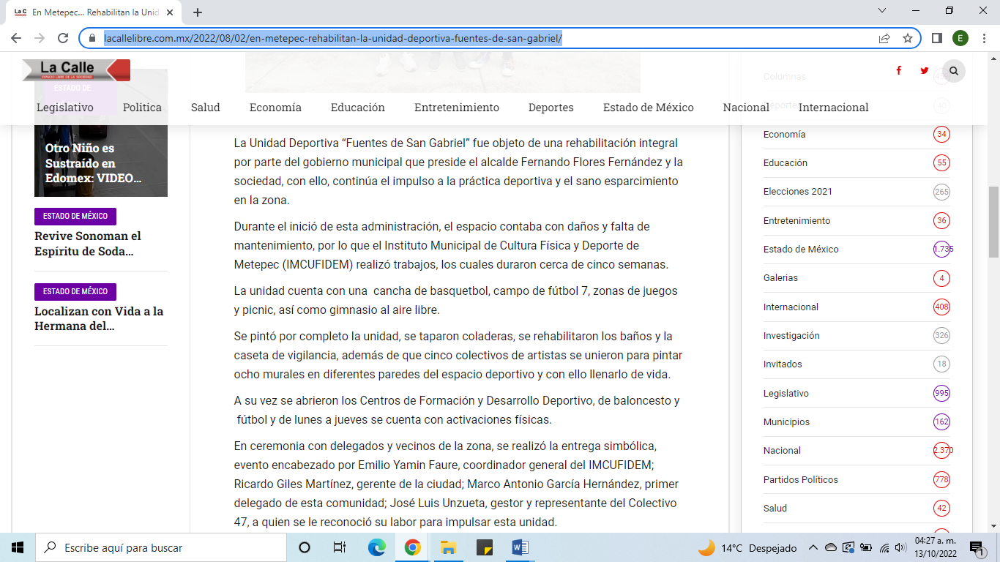 En Metepec... Rehabilitan la Unid
lacallelibre.com.mx/2022/08/02/en-metepec-rehabilitan-la-unidad-deportiva-fuentes-de-san-gabriel/
E
La Calle
ESPACIO LIBRE DE LA SOCIEDAD
ESTADO DE
Legislativo Politica Salud Economía Educación Entretenimiento Deportes Estado de México Nacional Internacional
Otro Niño es
Sustraído en
Edomex: VIDEO...
ESTADO DE MÉXICO
Revive Sonoman el
Espíritu de Soda...
ESTADO DE MÉXICO
Localizan con Vida a la
Hermana del...
La Unidad Deportiva “Fuentes de San Gabriel” fue objeto de una rehabilitación integral
por parte del gobierno municipal que preside el alcalde Fernando Flores Fernández y la
sociedad, con ello, continúa el impulso a la práctica deportiva y el sano esparcimiento
en la zona.
Durante el inició de esta administración, el espacio contaba con daños y falta de
mantenimiento, por lo que el Instituto Municipal de Cultura Física y Deporte de
Metepec (IMCUFIDEM) realizó trabajos, los cuales duraron cerca de cinco semanas.
La unidad cuenta con una cancha de basquetbol, campo de fútbol 7, zonas de juegos
y picnic, así como gimnasio al aire libre.
Se pintó por completo la unidad, se taparon coladeras, se rehabilitaron los baños y la
caseta de vigilancia, además de que cinco colectivos de artistas se unieron para pintar
ocho murales en diferentes paredes del espacio deportivo y con ello llenarlo de vida.
A su vez se abrieron los Centros de Formación y Desarrollo Deportivo, de baloncesto y
fútbol y de lunes a jueves se cuenta con activaciones físicas.
En ceremonia con delegados y vecinos de la zona, se realizó la entrega simbólica,
evento encabezado por Emilio Yamin Faure, coordinador general del IMCUFIDEM;
Ricardo Giles Martínez, gerente de la ciudad; Marco Antonio García Hernández, primer
delegado de esta comunidad; José Luis Unzueta, gestor y representante del Colectivo
47, a quien se le reconoció su labor para impulsar esta unidad.
Columnas
Deportes 40
Economía 34
Educación 55
Elecciones 2021 265
Entretenimiento 36
Estado de México 1.735
Galerias 4
Internacional 408
Investigación 326
Invitados 18
Legislativo 995
Municipios 162
Nacional 2.370
Partidos Políticos 778
Salud 42
Escribe aquí para buscar
14°C Despejado
04:27 a. m.
13/10/2022
1